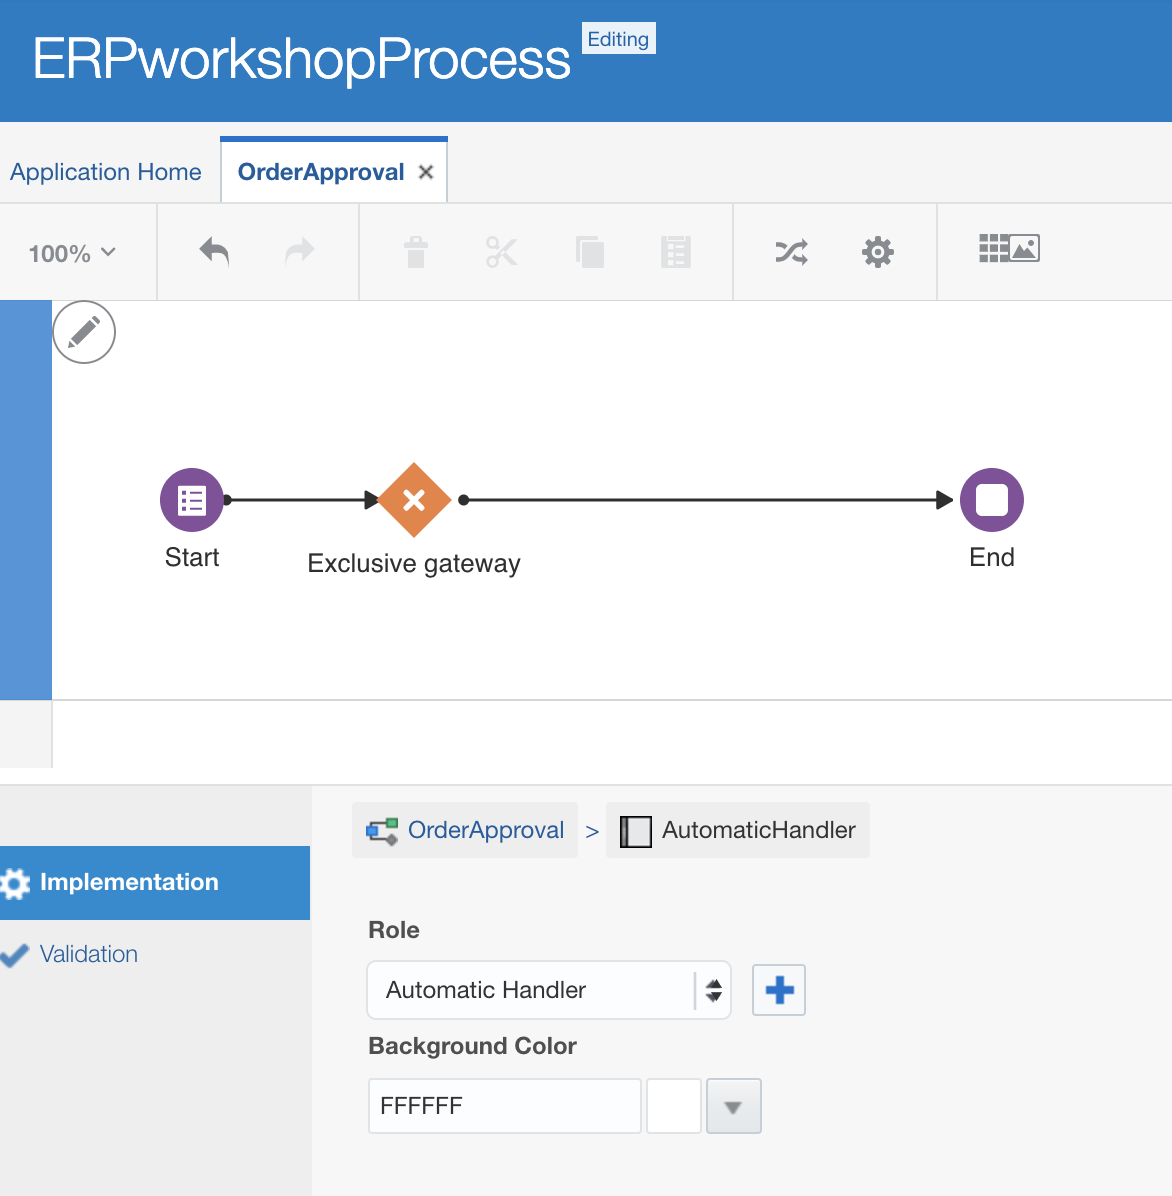 ERPworkshopProcess Editing
Application Home OrderApproval ×
100%
Start Exclusive gateway End
OrderApproval > AutomaticHandler
Implementation
Validation
Role
Automatic Handler
Background Color
FFFFFF